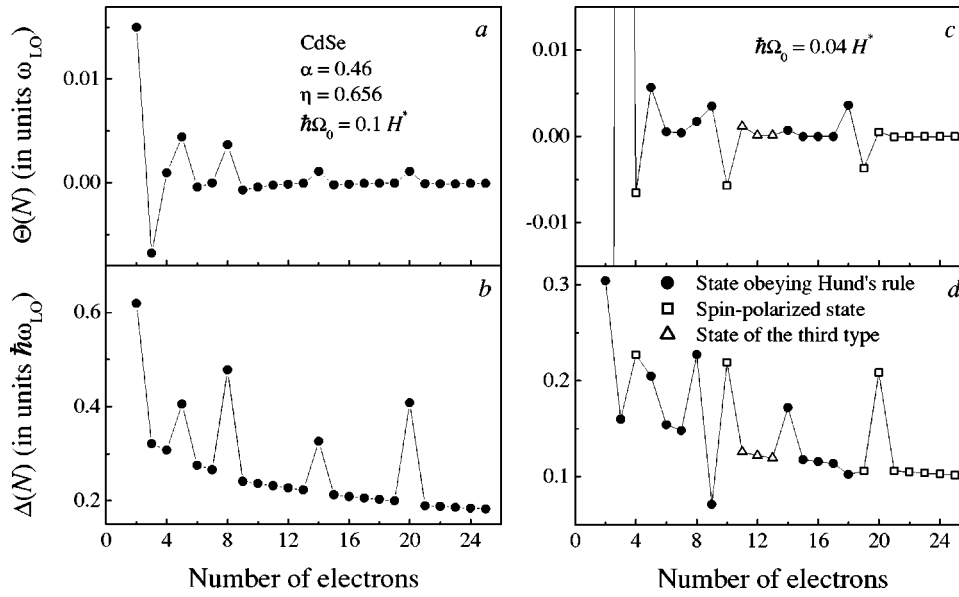 a
CdSe
α = 0.46
η = 0.656
ħΩ₀ = 0.1 H*
Θ(N) (in units ω_LO)
0.01
0.00
b
Δ(N) (in units ħω_LO)
0.6
0.4
0.2
0 4 8 12 16 20 24
Number of electrons
c
ħΩ₀ = 0.04 H*
0.01
0.00
-0.01
d
State obeying Hund's rule
Spin-polarized state
State of the third type
0.3
0.2
0.1
0 4 8 12 16 20 24
Number of electrons